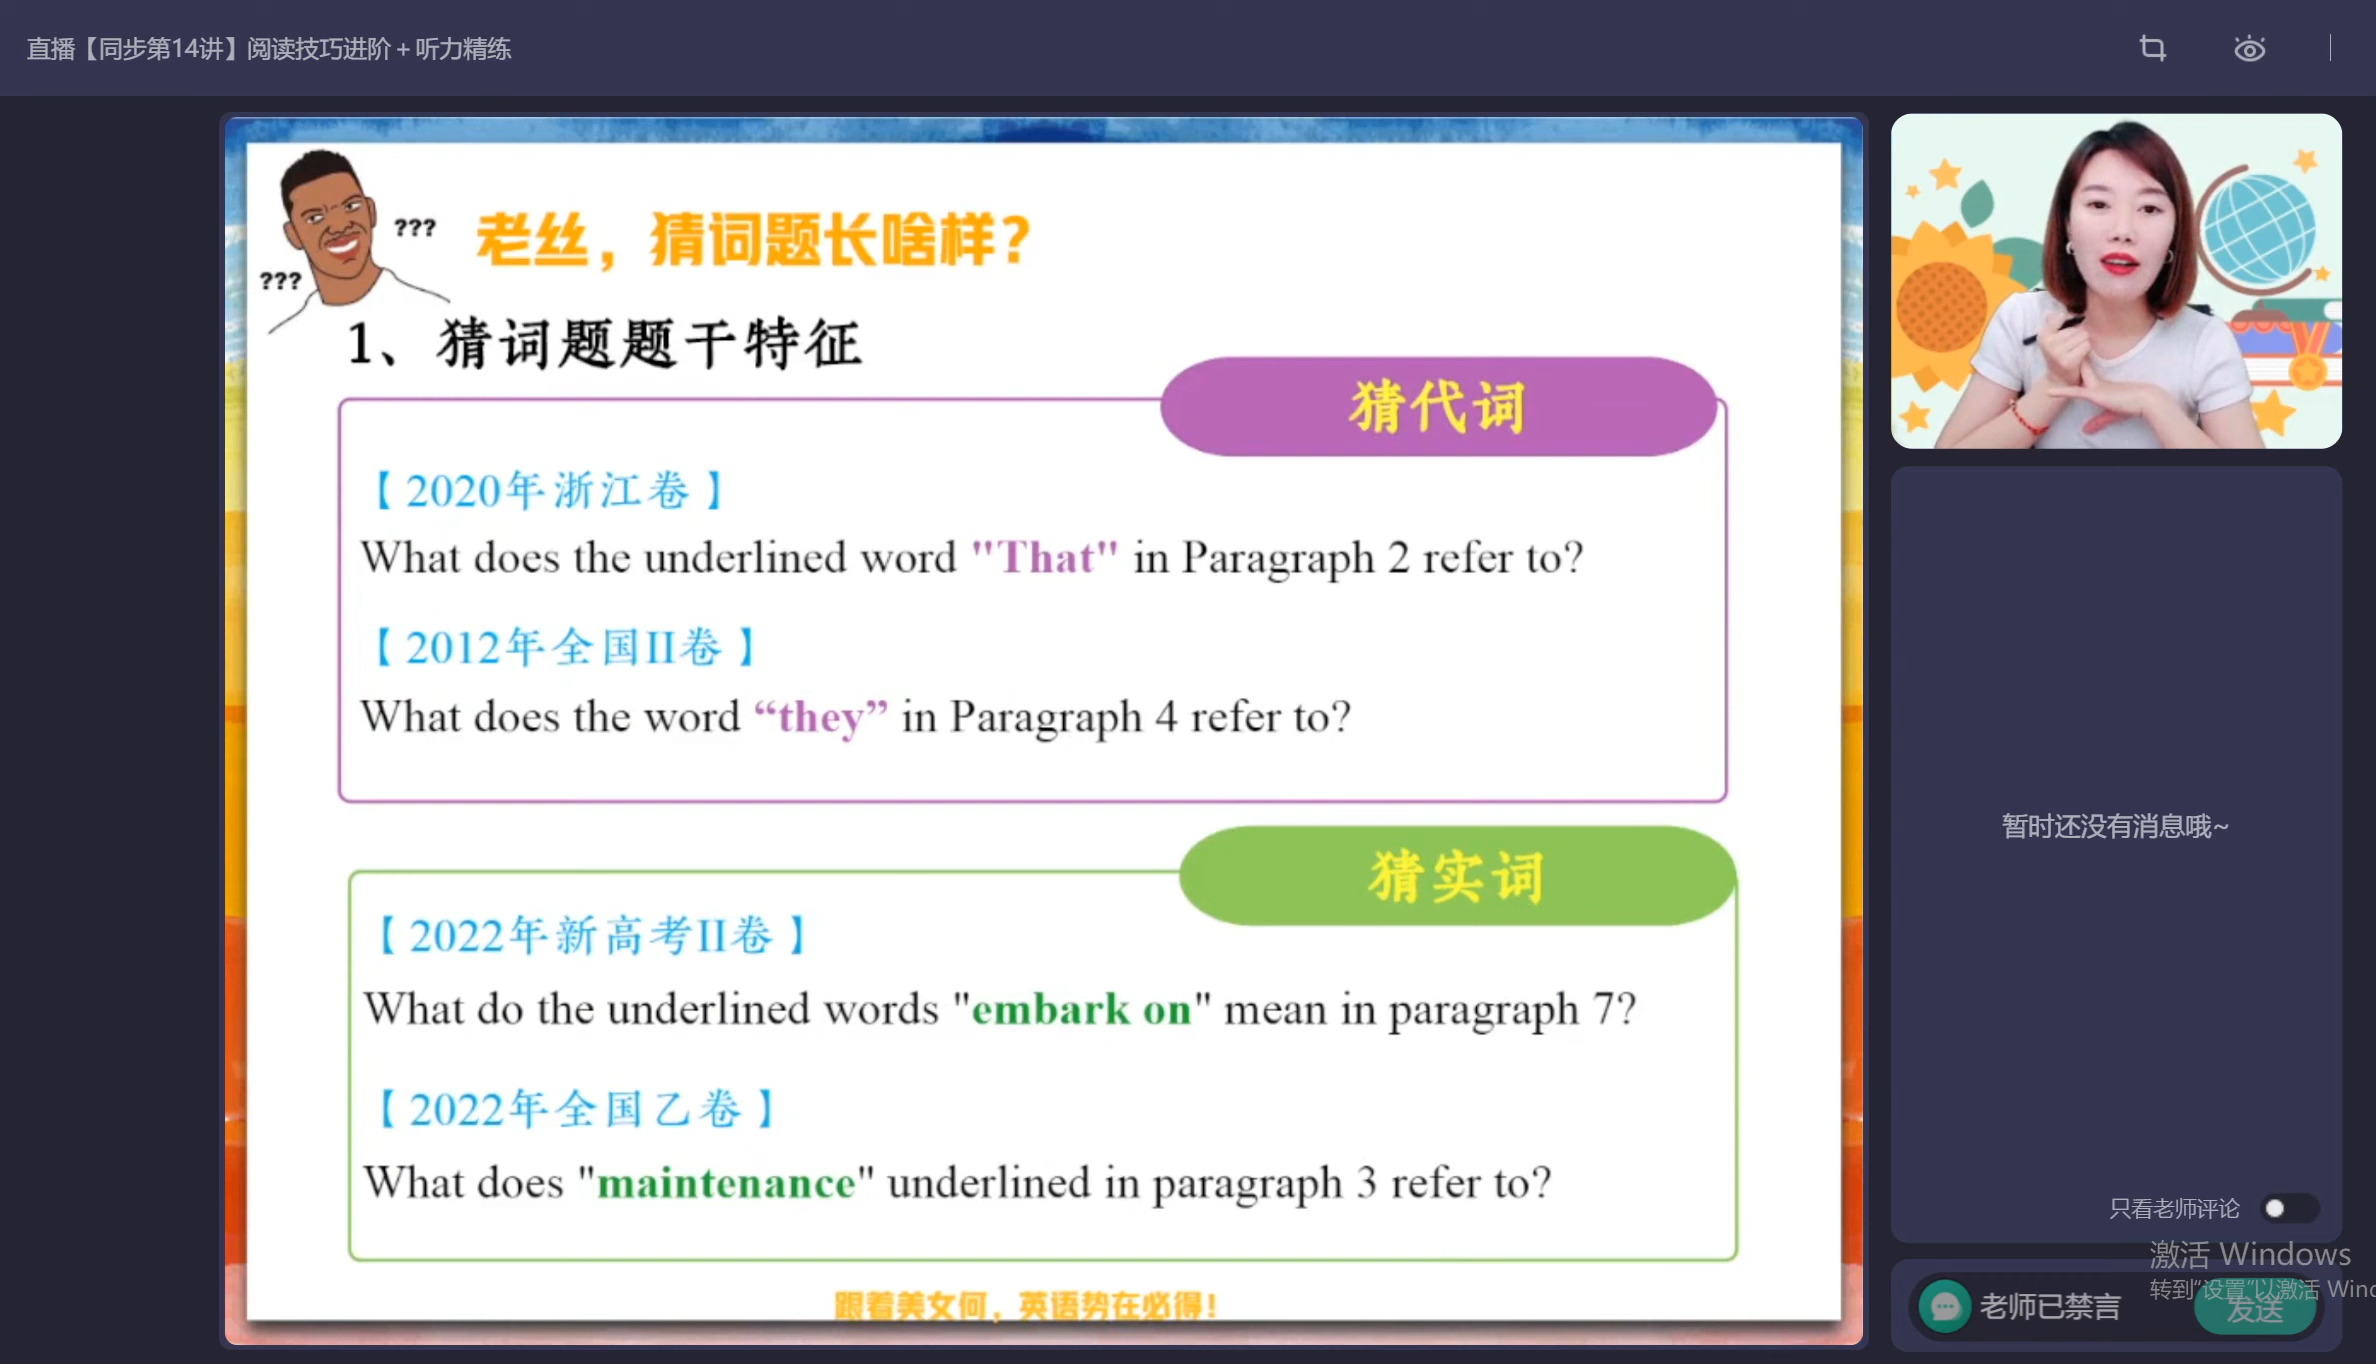 直播【同步第14讲】阅读技巧进阶+听力精练
???
???
老丝，猜词题长啥样?
1、猜词题题干特征
猜代词
【2020年浙江卷】
What does the underlined word "That" in Paragraph 2 refer to?
【2012年全国II卷】
What does the word “they” in Paragraph 4 refer to?
猜实词
【2022年新高考II卷】
What do the underlined words "embark on" mean in paragraph 7?
【2022年全国乙卷】
What does "maintenance" underlined in paragraph 3 refer to?
跟着美女何，英语势在必得!
暂时还没有消息哦~
只看老师评论
激活 Windows
转到“设置”以激活 Winc
老师已禁言
发送